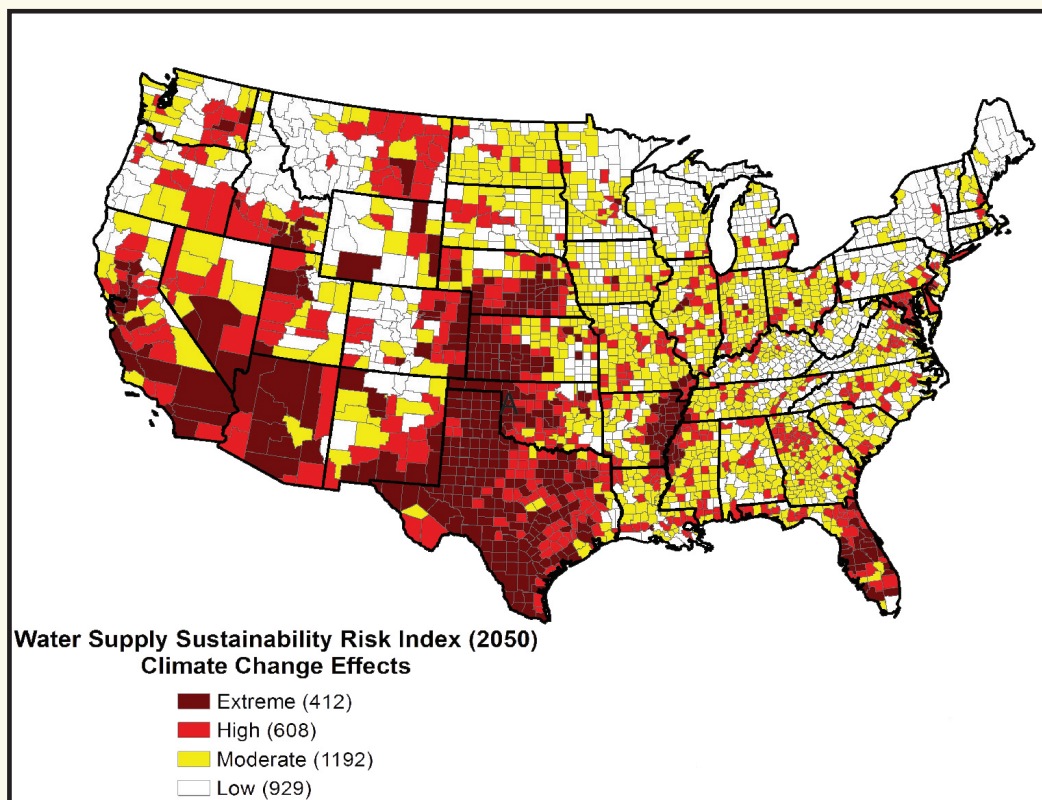 A
Water Supply Sustainability Risk Index (2050)
Climate Change Effects
Extreme (412)
High (608)
Moderate (1192)
Low (929)